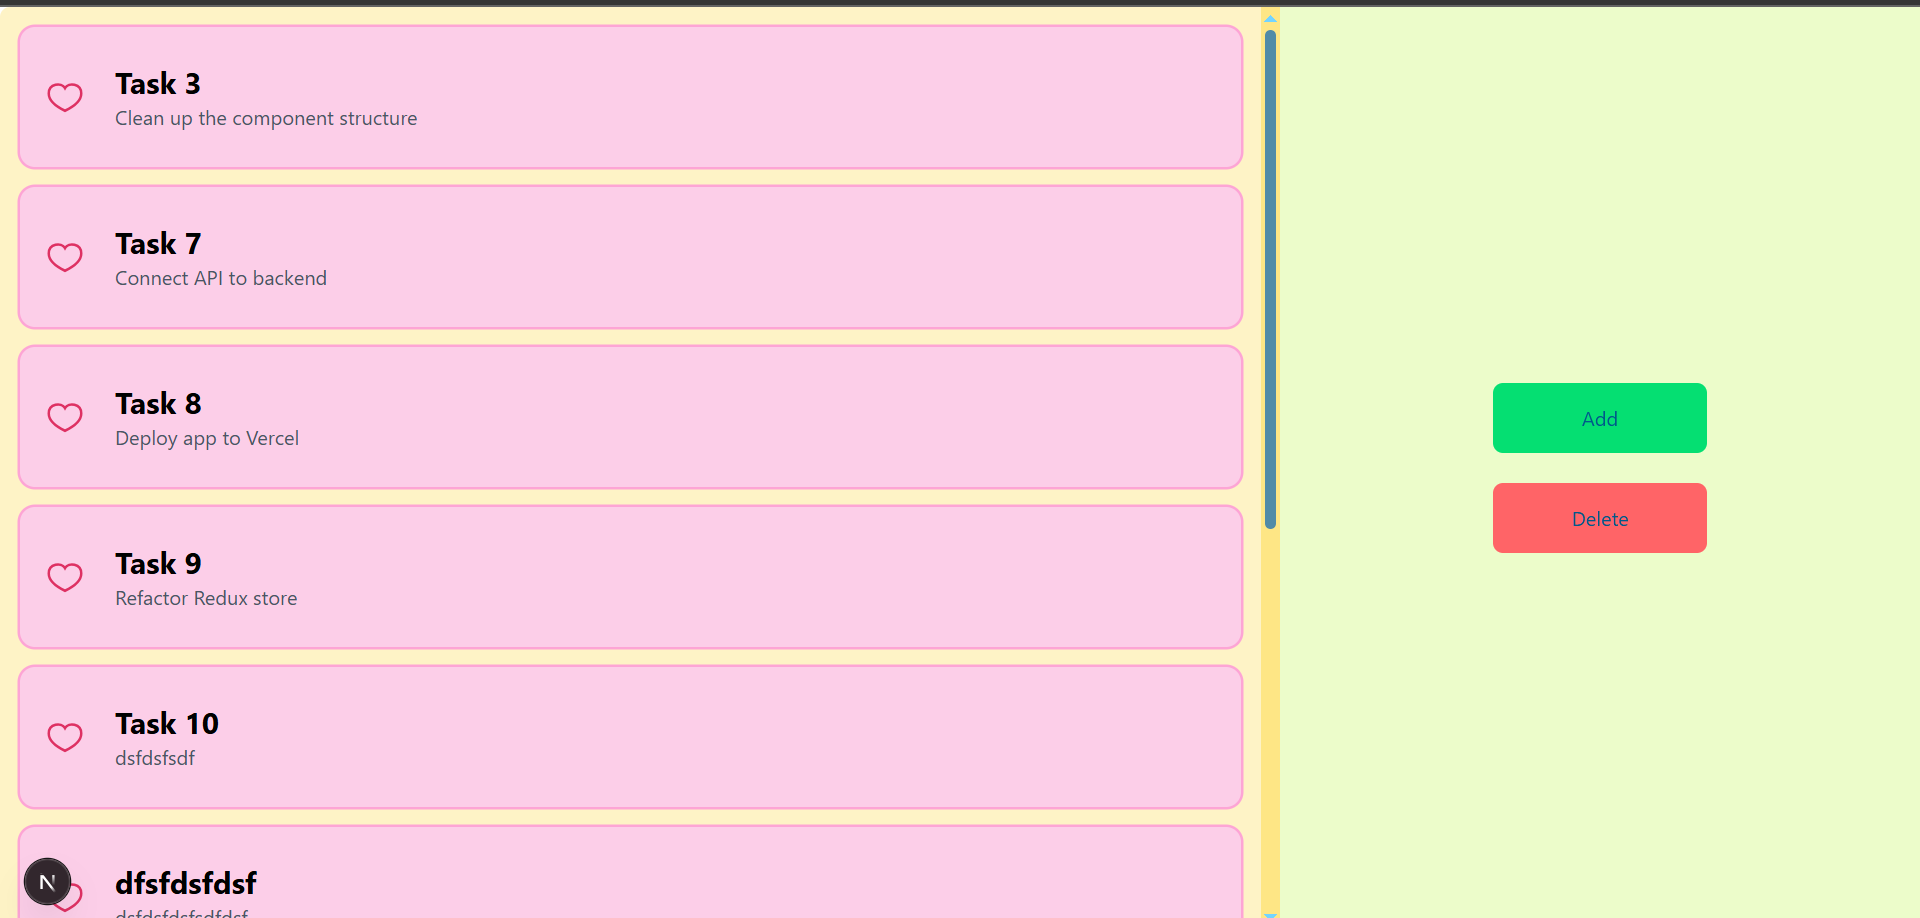 Task 3
Clean up the component structure
Task 7
Connect API to backend
Task 8
Deploy app to Vercel
Task 9
Refactor Redux store
Task 10
dsfdsfsdf
dfsfdsfdsf
N
Add
Delete